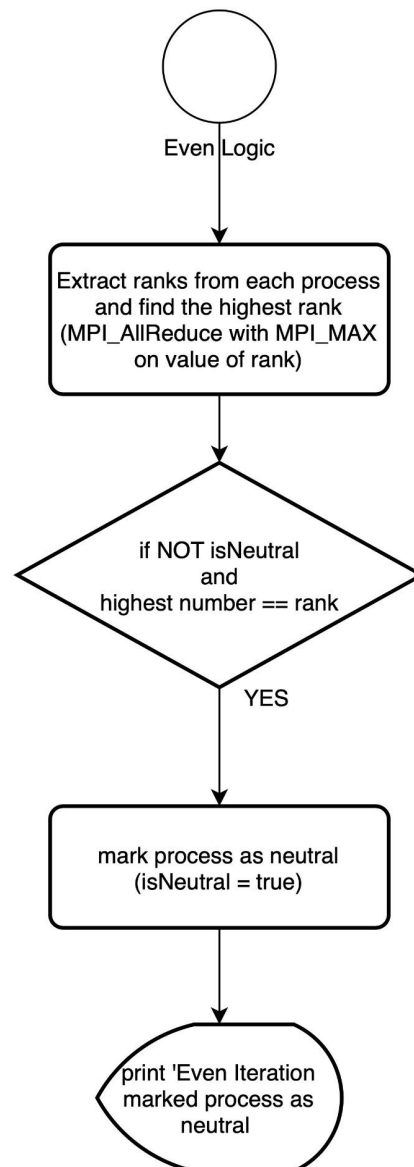 Even Logic
Extract ranks from each process
and find the highest rank
(MPI_AllReduce with MPI_MAX
on value of rank)
if NOT isNeutral
and
highest number == rank
YES
mark process as neutral
(isNeutral = true)
print 'Even Iteration
marked process as
neutral